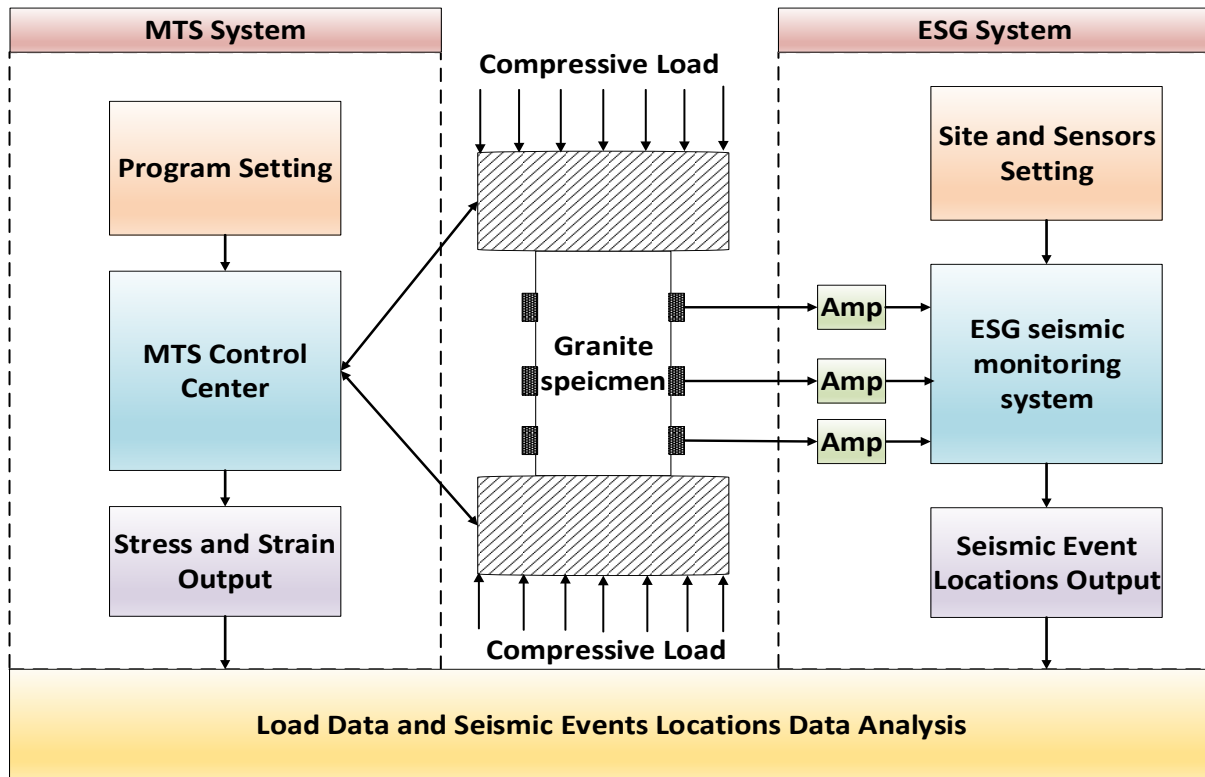 MTS System
ESG System
Compressive Load
Program Setting
Site and Sensors
Setting
MTS Control
Center
Granite
speicmen
Amp
Amp
Amp
ESG seismic
monitoring
system
Stress and Strain
Output
Seismic Event
Locations Output
Compressive Load
Load Data and Seismic Events Locations Data Analysis